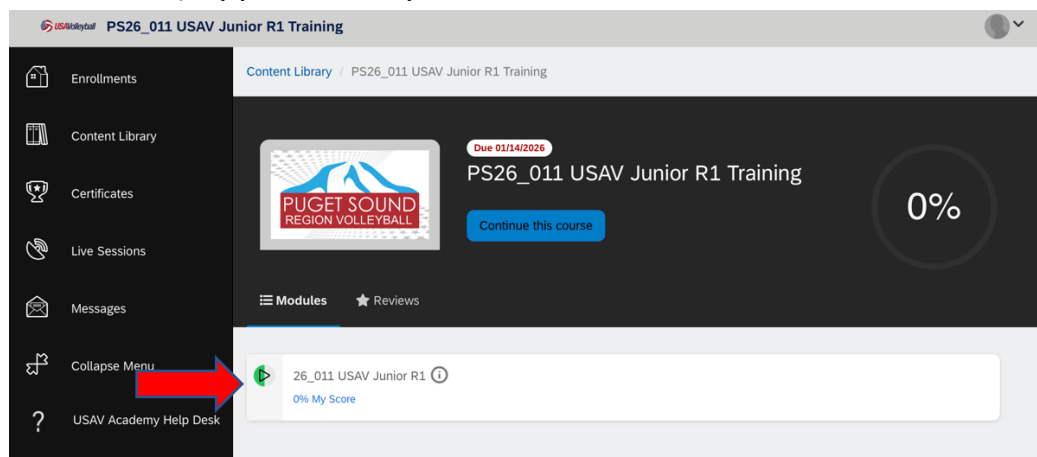 USAVolleyball PS26_011 USAV Junior R1 Training
Enrollments
Content Library
Certificates
Live Sessions
Messages
Collapse Menu
? USAV Academy Help Desk
Content Library / PS26_011 USAV Junior R1 Training
PUGET SOUND
REGION VOLLEYBALL
Due 01/14/2026
PS26_011 USAV Junior R1 Training
Continue this course
0%
Modules Reviews
26_011 USAV Junior R1
0% My Score